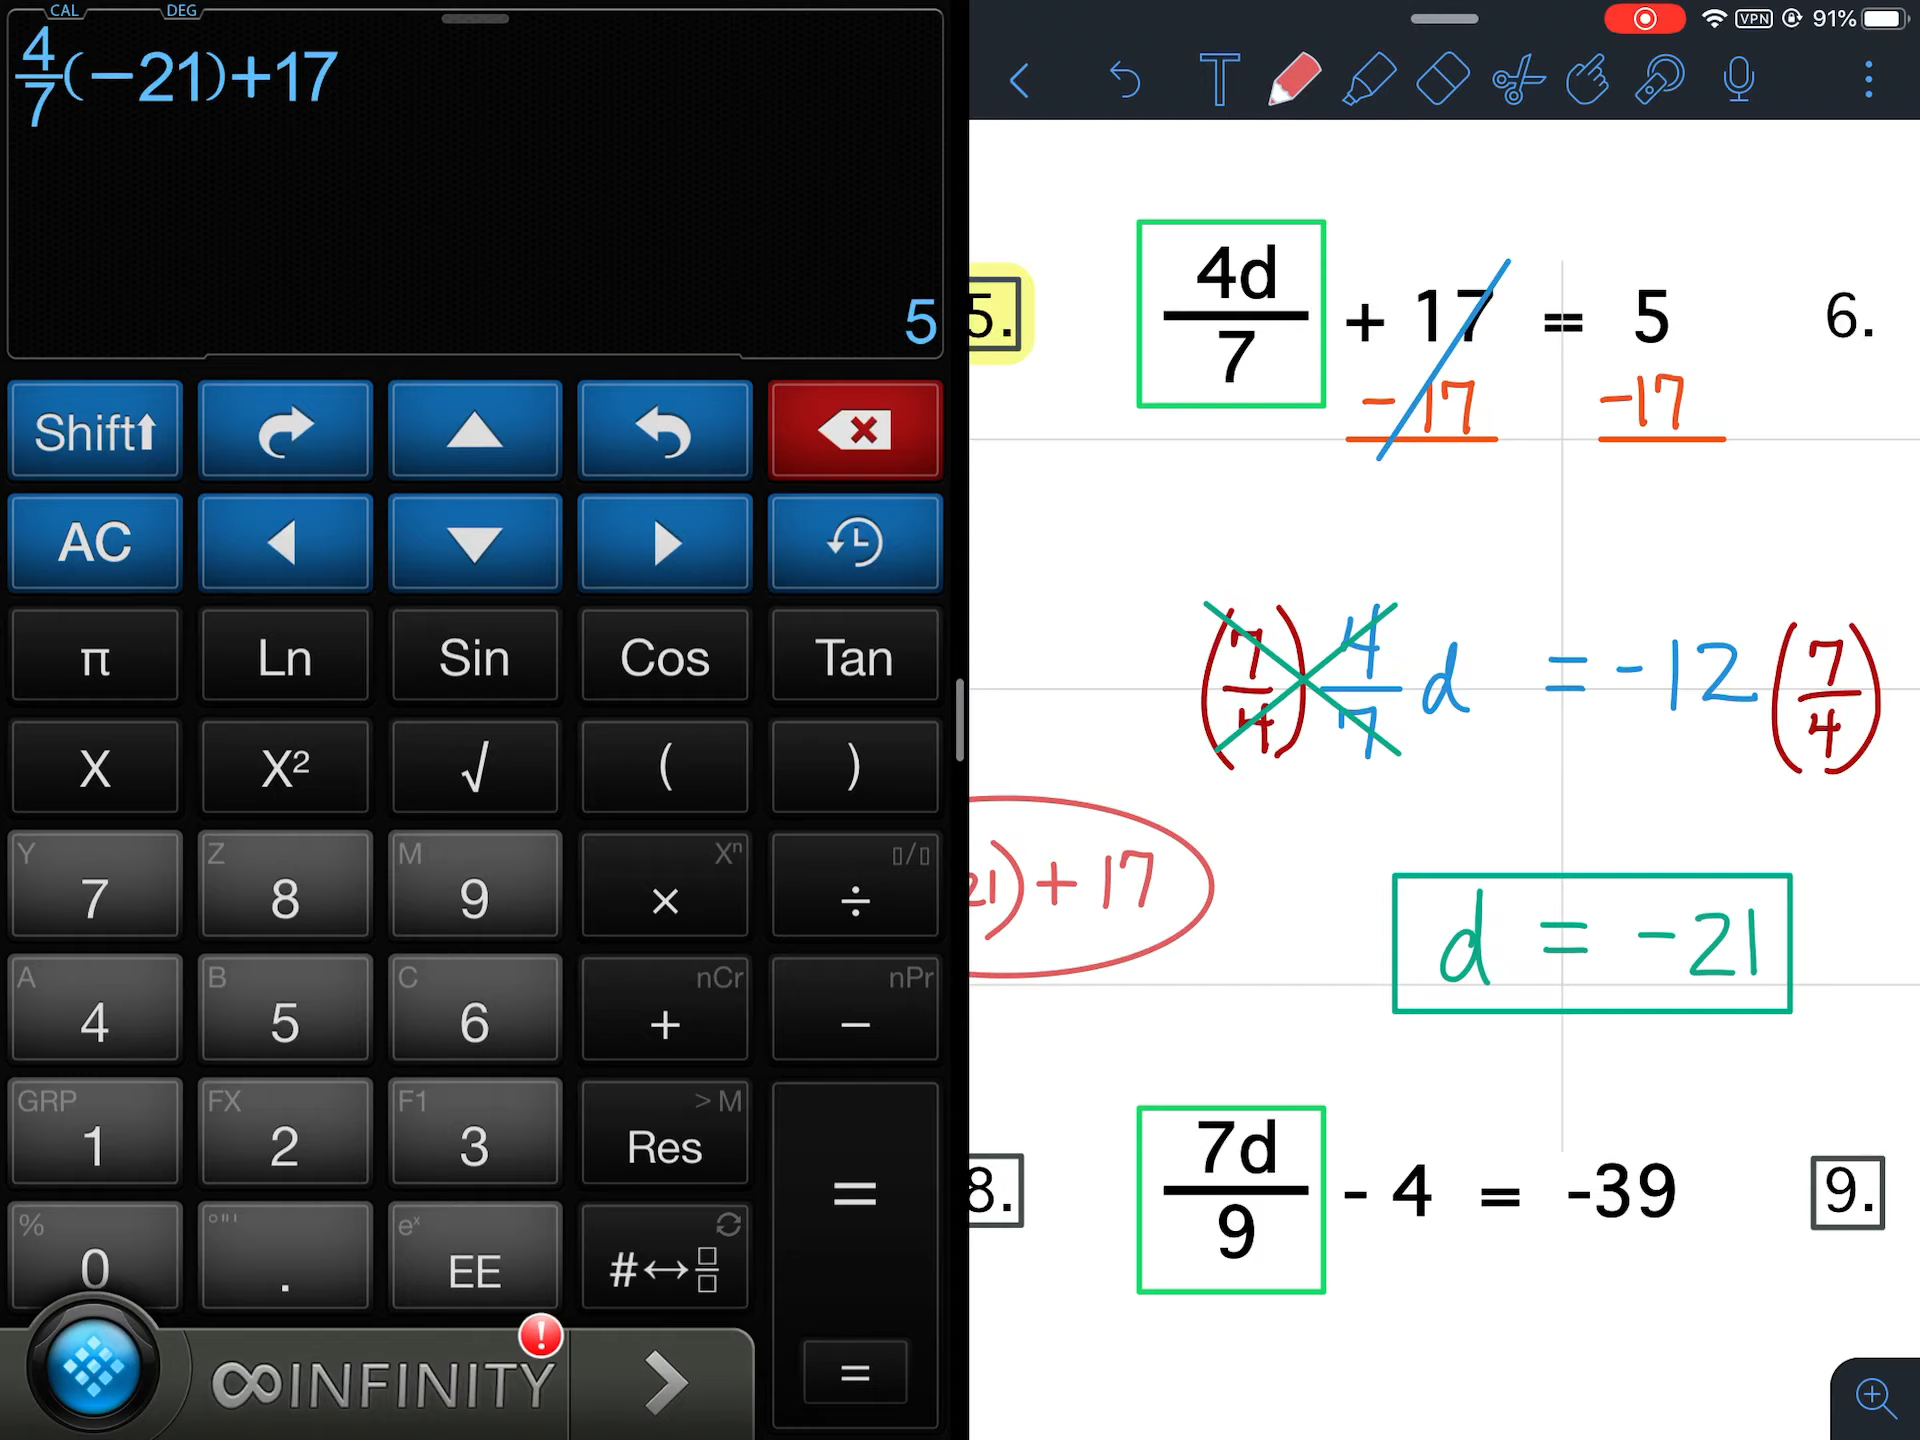 CAL DEG
4/7(−21)+17
5
Shift
AC
π Ln Sin Cos Tan
X X² √ ( )
Y 7 Z 8 M 9 Xⁿ × ▯/▯ ÷
A 4 B 5 C 6 nCr + nPr −
GRP 1 FX 2 F1 3 > M Res =
% 0 °"' . eˣ EE #↔□/□
∞INFINITY ! =
VPN 91%
T
5. 4d/7 + 17 = 5 6.
-17 -17
(7/4) 4/7 d = -12 (7/4)
21) + 17
d = -21
8. 7d/9 - 4 = -39 9.